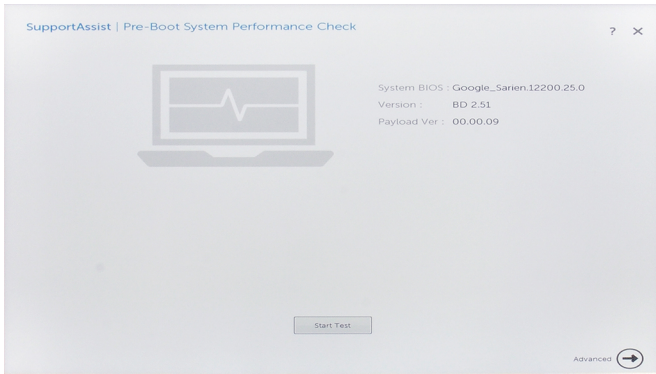 SupportAssist | Pre-Boot System Performance Check
? ×
System BIOS : Google_Sarien.12200.25.0
Version : BD 2.51
Payload Ver : 00.00.09
Start Test
Advanced